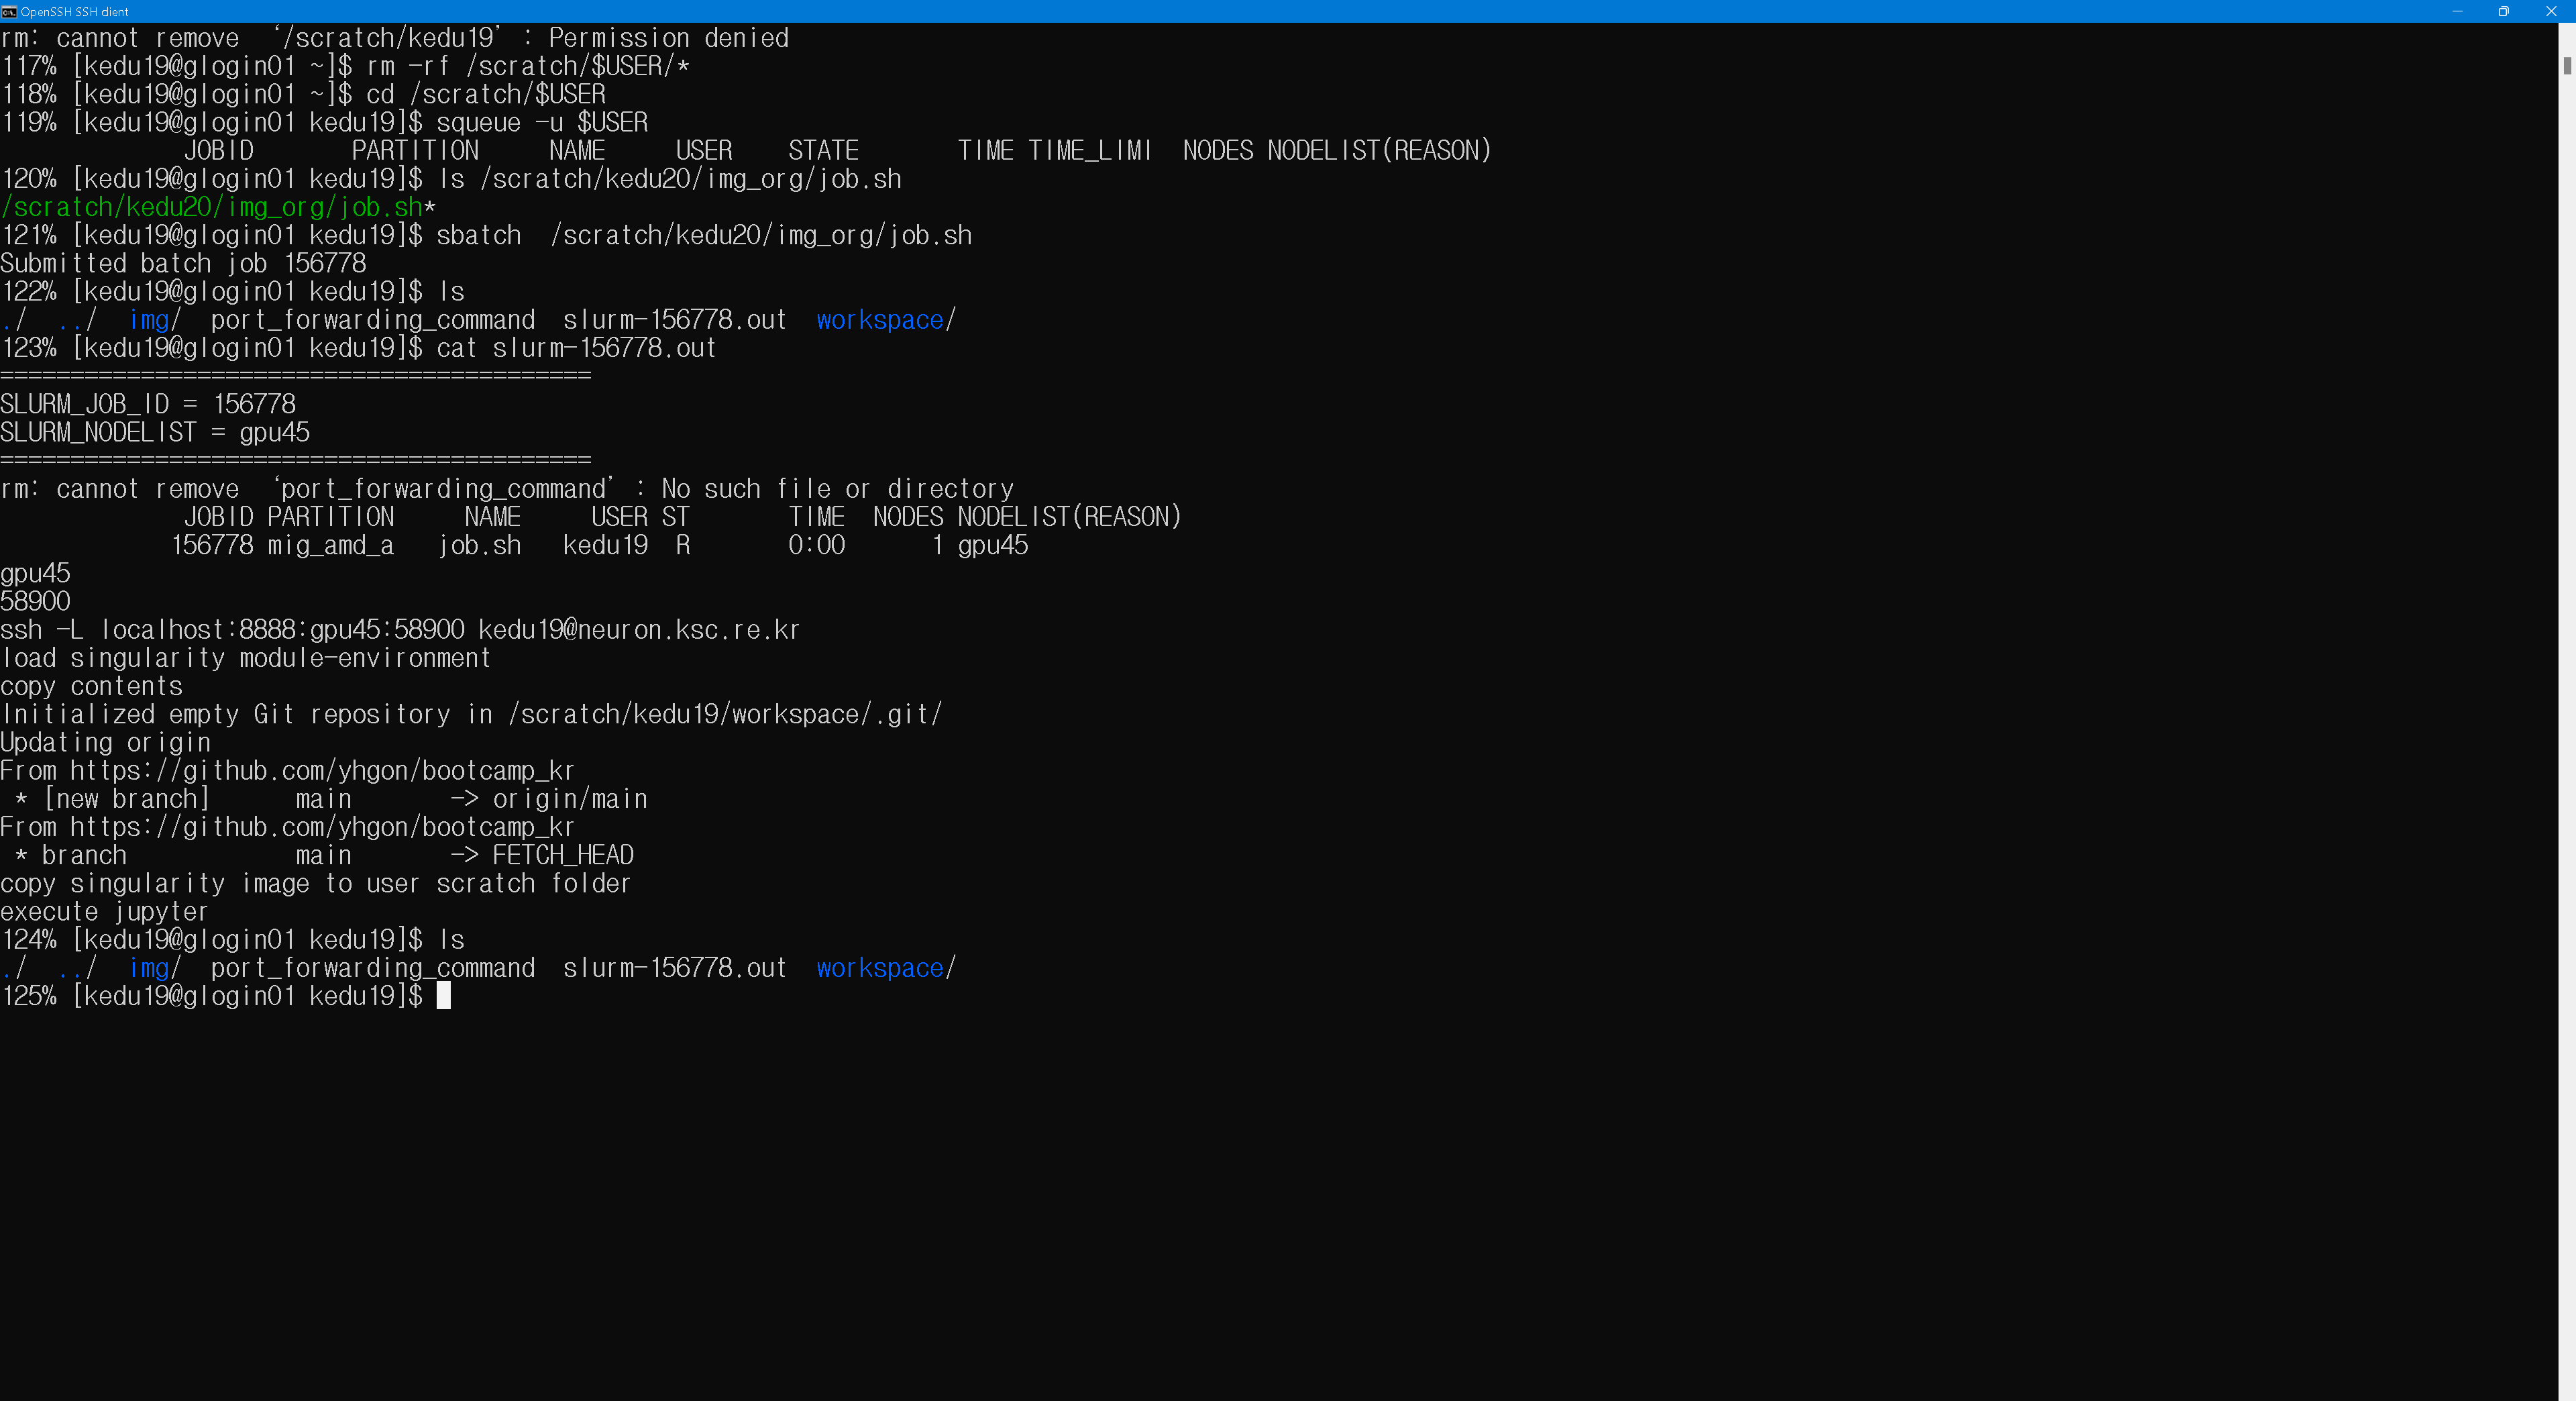 OpenSSH SSH client
rm: cannot remove ‘/scratch/kedu19’: Permission denied
117% [kedu19@glogin01 ~]$ rm -rf /scratch/$USER/*
118% [kedu19@glogin01 ~]$ cd /scratch/$USER
119% [kedu19@glogin01 kedu19]$ squeue -u $USER
JOBID PARTITION NAME USER STATE TIME TIME_LIMI NODES NODELIST(REASON)
120% [kedu19@glogin01 kedu19]$ ls /scratch/kedu20/img_org/job.sh
/scratch/kedu20/img_org/job.sh*
121% [kedu19@glogin01 kedu19]$ sbatch  /scratch/kedu20/img_org/job.sh
Submitted batch job 156778
122% [kedu19@glogin01 kedu19]$ ls
./  ../  img/  port_forwarding_command  slurm-156778.out  workspace/
123% [kedu19@glogin01 kedu19]$ cat slurm-156778.out
==========================================
SLURM_JOB_ID = 156778
SLURM_NODELIST = gpu45
==========================================
rm: cannot remove ‘port_forwarding_command’: No such file or directory
JOBID PARTITION NAME USER ST TIME NODES NODELIST(REASON)
156778 mig_amd_a job.sh kedu19 R 0:00 1 gpu45
gpu45
58900
ssh -L localhost:8888:gpu45:58900 kedu19@neuron.ksc.re.kr
load singularity module-environment
copy contents
Initialized empty Git repository in /scratch/kedu19/workspace/.git/
Updating origin
From https://github.com/yhgon/bootcamp_kr
* [new branch] main -> origin/main
From https://github.com/yhgon/bootcamp_kr
* branch main -> FETCH_HEAD
copy singularity image to user scratch folder
execute jupyter
124% [kedu19@glogin01 kedu19]$ ls
./  ../  img/  port_forwarding_command  slurm-156778.out  workspace/
125% [kedu19@glogin01 kedu19]$